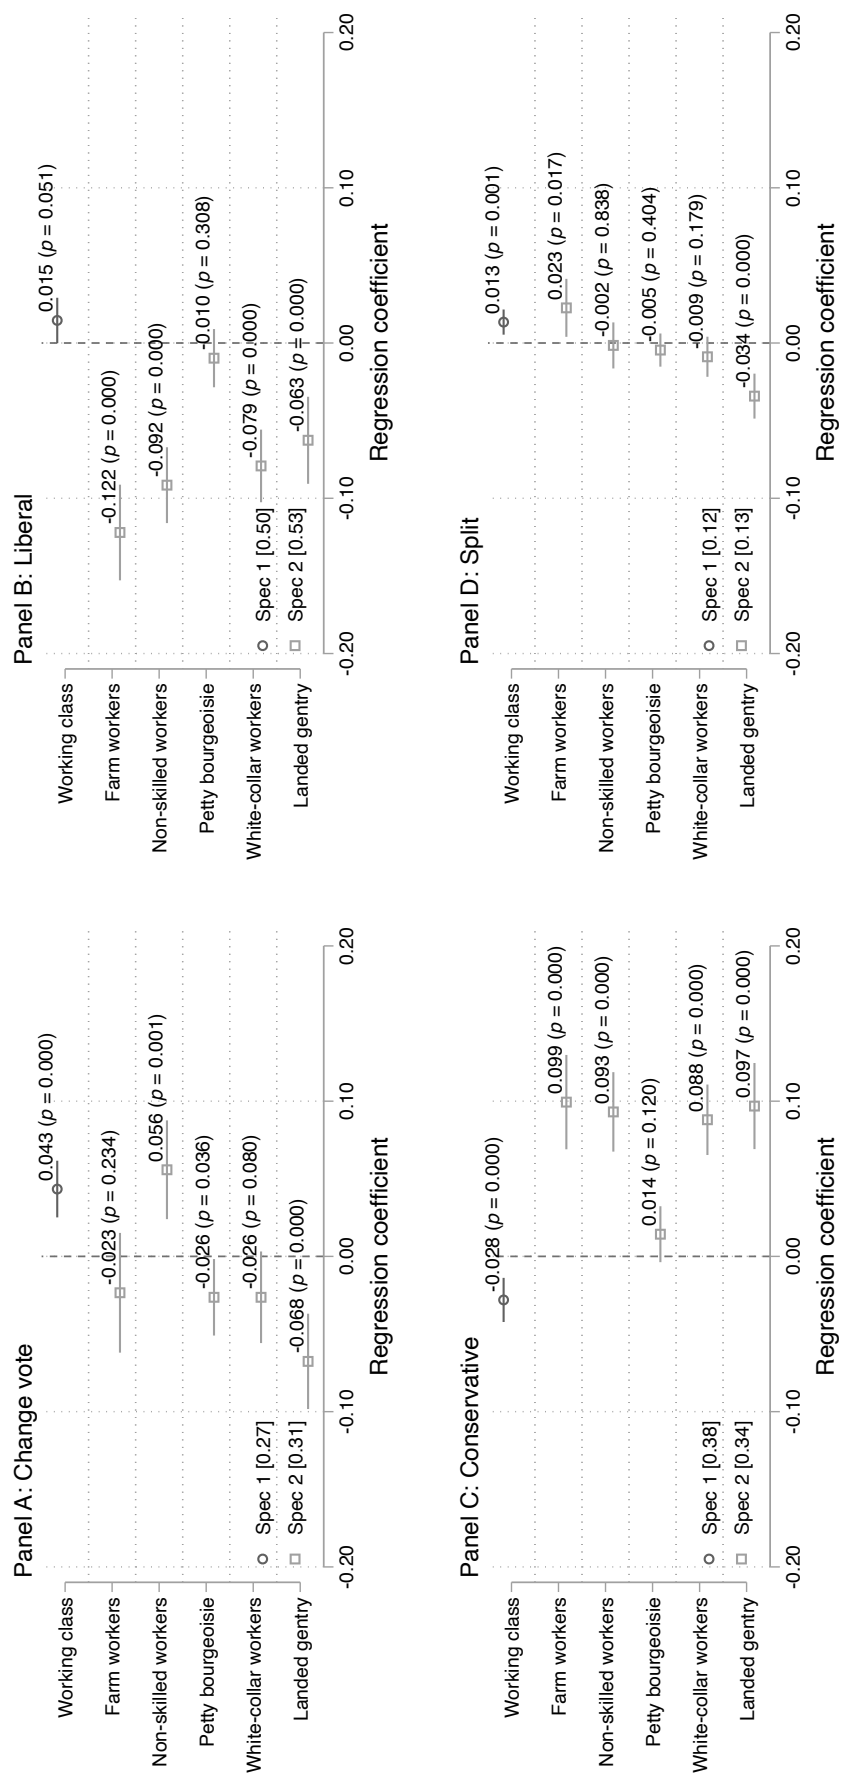 Panel A: Change vote
Working class
Farm workers
Non-skilled workers
Petty bourgeoisie
White-collar workers
Landed gentry
0.043 (p = 0.000)
-0.023 (p = 0.234)
0.056 (p = 0.001)
-0.026 (p = 0.036)
-0.026 (p = 0.080)
-0.068 (p = 0.000)
Spec 1 [0.27]
Spec 2 [0.31]
-0.20
-0.10
0.00
0.10
0.20
Regression coefficient
Panel B: Liberal
Working class
Farm workers
Non-skilled workers
Petty bourgeoisie
White-collar workers
Landed gentry
0.015 (p = 0.051)
-0.122 (p = 0.000)
-0.092 (p = 0.000)
-0.010 (p = 0.308)
-0.079 (p = 0.000)
-0.063 (p = 0.000)
Spec 1 [0.50]
Spec 2 [0.53]
-0.20
-0.10
0.00
0.10
0.20
Regression coefficient
Panel C: Conservative
Working class
Farm workers
Non-skilled workers
Petty bourgeoisie
White-collar workers
Landed gentry
-0.028 (p = 0.000)
0.099 (p = 0.000)
0.093 (p = 0.000)
0.014 (p = 0.120)
0.088 (p = 0.000)
0.097 (p = 0.000)
Spec 1 [0.38]
Spec 2 [0.34]
-0.20
-0.10
0.00
0.10
0.20
Regression coefficient
Panel D: Split
Working class
Farm workers
Non-skilled workers
Petty bourgeoisie
White-collar workers
Landed gentry
0.013 (p = 0.001)
0.023 (p = 0.017)
-0.002 (p = 0.838)
-0.005 (p = 0.404)
-0.009 (p = 0.179)
-0.034 (p = 0.000)
Spec 1 [0.12]
Spec 2 [0.13]
-0.20
-0.10
0.00
0.10
0.20
Regression coefficient